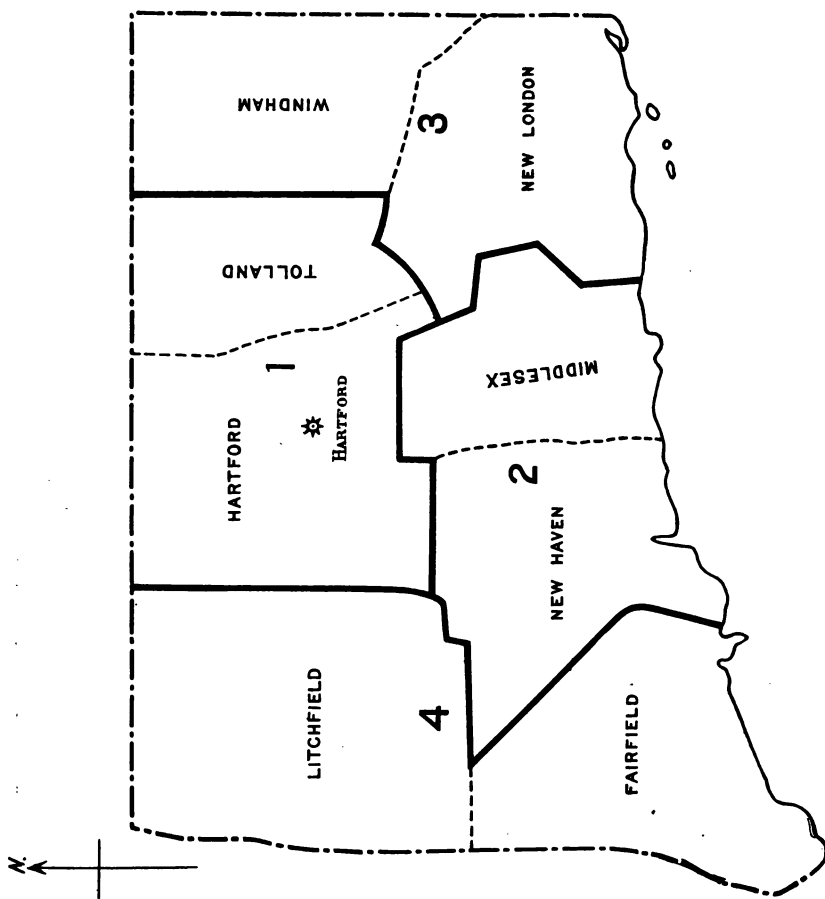 N.
LITCHFIELD
HARTFORD
HARTFORD
1
TOLLAND
WINDHAM
4
2
3
FAIRFIELD
NEW HAVEN
MIDDLESEX
NEW LONDON